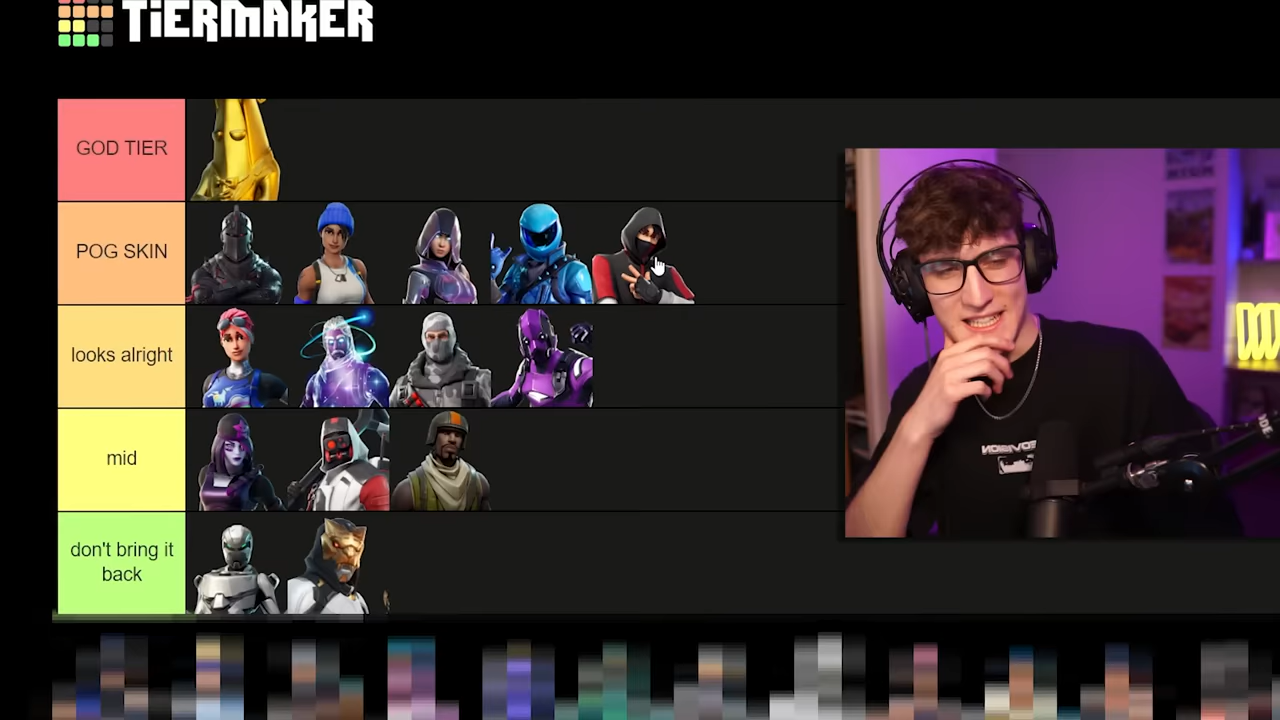 TiERMAKER
GOD TIER
POG SKIN
looks alright
mid
don't bring it
back